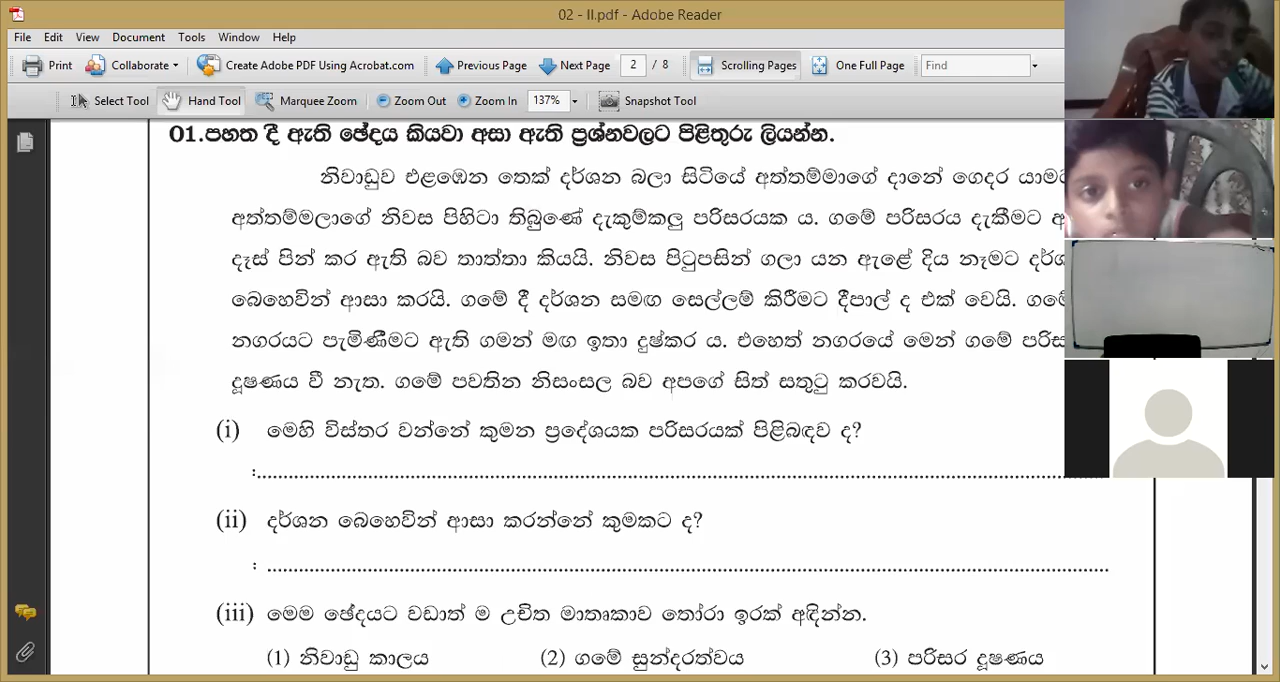 02 - II.pdf - Adobe Reader
File Edit View Document Tools Window Help
Print Collaborate Create Adobe PDF Using Acrobat.com Previous Page Next Page 2 / 8 Scrolling Pages One Full Page Find
Select Tool Hand Tool Marquee Zoom Zoom Out Zoom In 137% Snapshot Tool
01.පහත දී ඇති ඡේදය කියවා අසා ඇති ප්‍රශ්නවලට පිළිතුරු ලියන්න.
නිවාඩුව එළඹෙන තෙක් දර්ශන බලා සිටියේ අත්තම්මාගේ දානේ ගෙදර යාමට
අත්තම්මලාගේ නිවස පිහිටා තිබුණේ දැකුම්කලු පරිසරයක ය. ගමේ පරිසරය දැකීමට
දෑස් පින් කර ඇති බව තාත්තා කියයි. නිවස පිටුපසින් ගලා යන ඇළේ දිය නෑමට
බෙහෙවින් ආසා කරයි. ගමේ දී දර්ශන සමඟ සෙල්ලම් කිරීමට දීපාල් ද එක් වෙයි.
නගරයට පැමිණීමට ඇති ගමන් මඟ ඉතා දුෂ්කර ය. එහෙත් නගරයේ මෙන් ගමේ
දූෂණය වී නැත. ගමේ පවතින නිසංසල බව අපගේ සිත් සතුටු කරවයි.
(i) මෙහි විස්තර වන්නේ කුමන ප්‍රදේශයක පරිසරයක් පිළිබඳව ද?
(ii) දර්ශන බෙහෙවින් ආසා කරන්නේ කුමකට ද?
(iii) මෙම ඡේදයට වඩාත් ම උචිත මාතෘකාව තෝරා ඉරක් අඳින්න.
(1) නිවාඩු කාලය (2) ගමේ සුන්දරත්වය (3) පරිසර දූෂණය